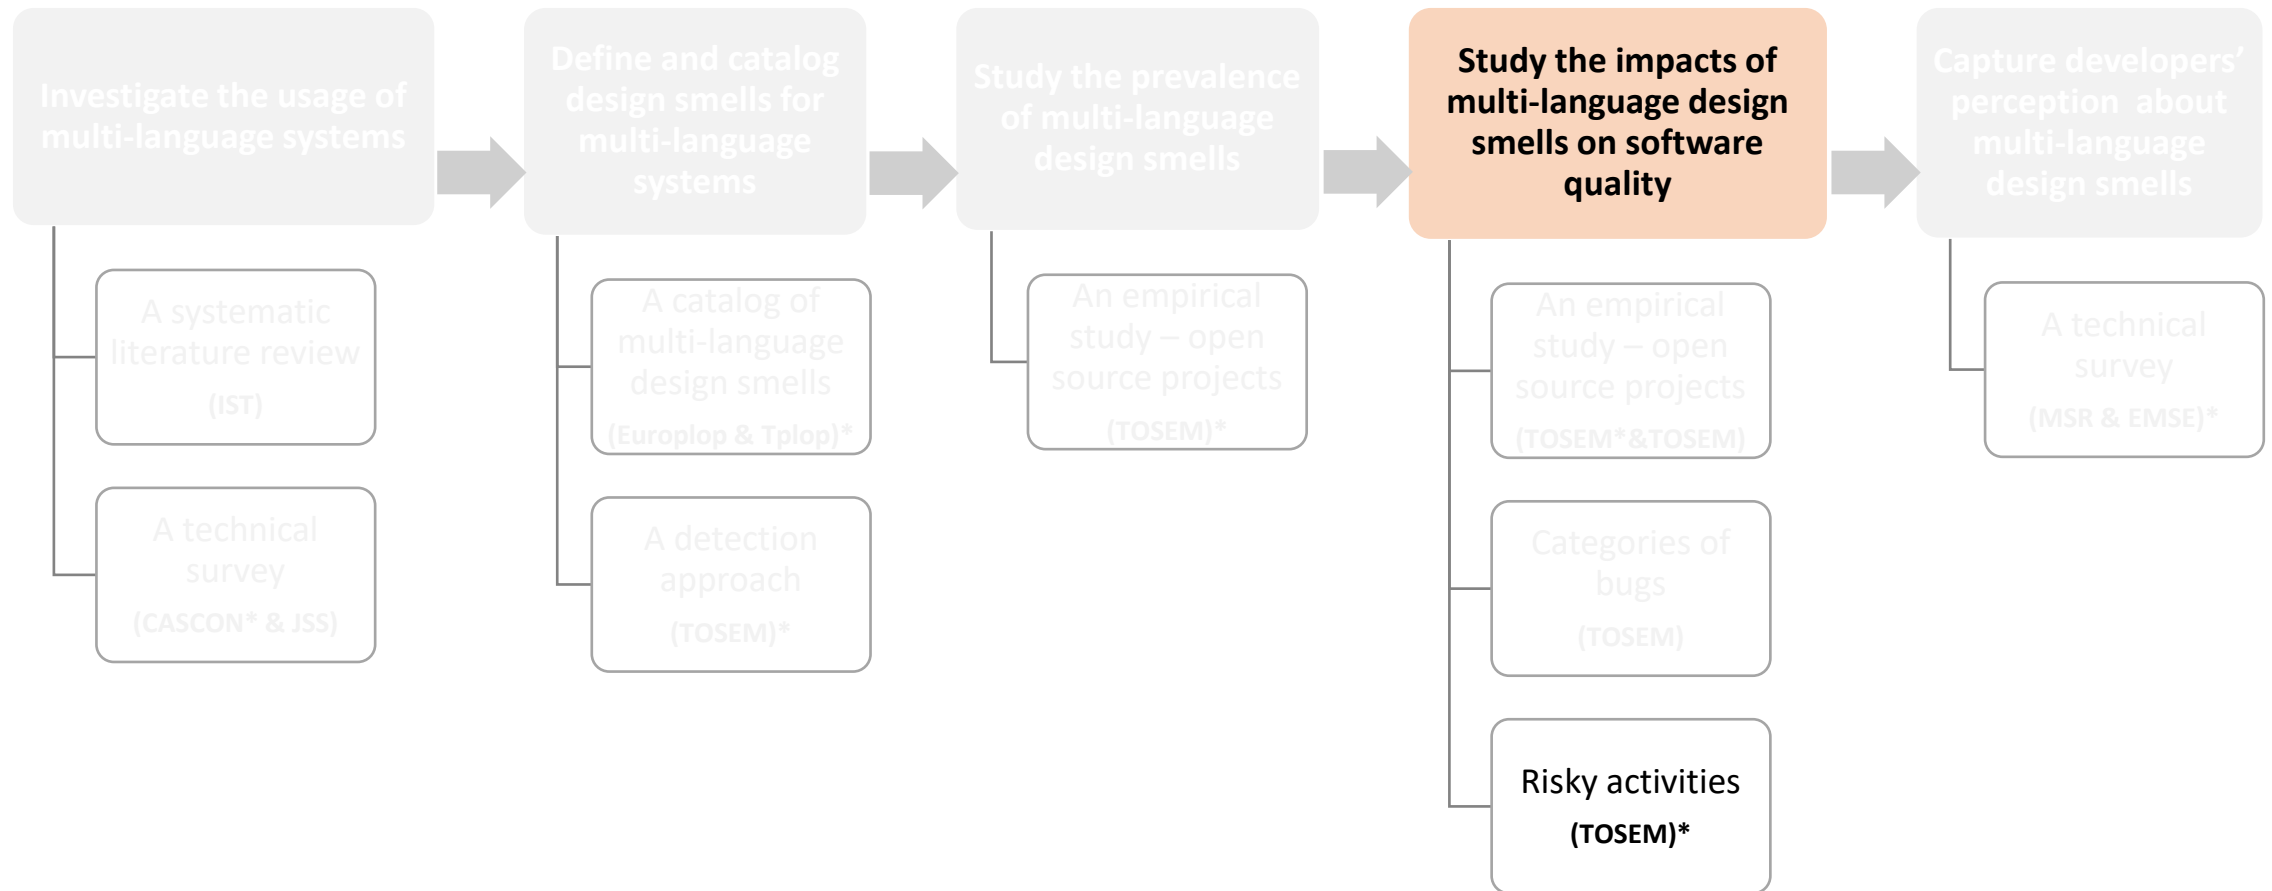 Investigate the usage of
multi-language systems
A systematic
literature review
(IST)
A technical
survey
(CASCON* & JSS)
Define and catalog
design smells for
multi-language
systems
A catalog of
multi-language
design smells
(Europlop & Tplop)*
A detection
approach
(TOSEM)*
Study the prevalence
of multi-language
design smells
An empirical
study – open
source projects
(TOSEM)*
Study the impacts of
multi-language design
smells on software
quality
An empirical
study – open
source projects
(TOSEM*&TOSEM)
Categories of
bugs
(TOSEM)
Risky activities
(TOSEM)*
Capture developers’
perception about
multi-language
design smells
A technical
survey
(MSR & EMSE)*